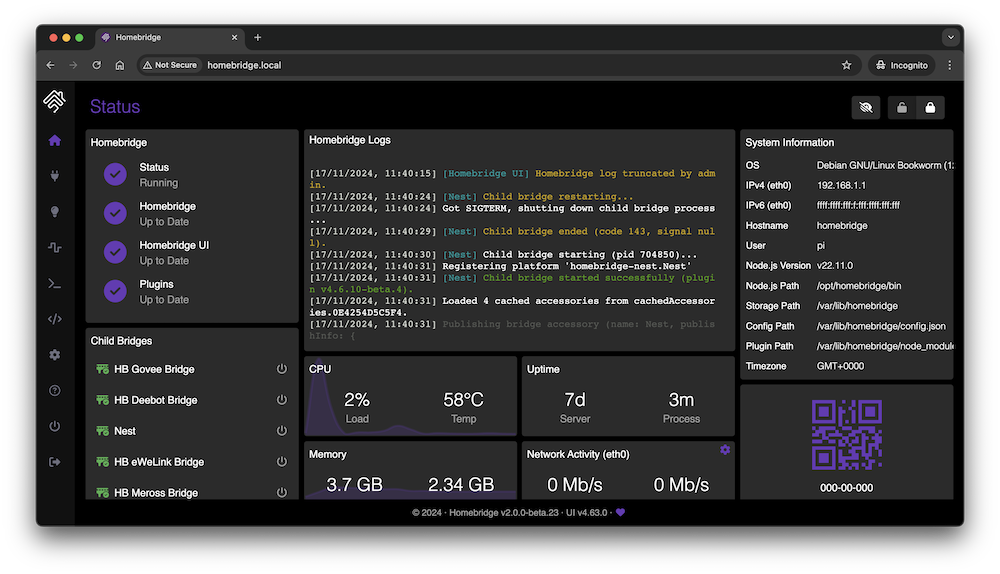 Homebridge
Not Secure
homebridge.local
Incognito
Status
Homebridge
Status
Running
Homebridge
Up to Date
Homebridge UI
Up to Date
Plugins
Up to Date
Child Bridges
HB Govee Bridge
HB Deebot Bridge
Nest
HB eWeLink Bridge
HB Meross Bridge
Homebridge Logs
[17/11/2024, 11:40:15] [Homebridge UI] Homebridge log truncated by adm
in.
[17/11/2024, 11:40:24] [Nest] Child bridge restarting...
[17/11/2024, 11:40:24] Got SIGTERM, shutting down child bridge process
...
[17/11/2024, 11:40:29] [Nest] Child bridge ended (code 143, signal nul
l).
[17/11/2024, 11:40:30] [Nest] Child bridge starting (pid 704850)...
[17/11/2024, 11:40:31] Registering platform 'homebridge-nest.Nest'
[17/11/2024, 11:40:31] [Nest] Child bridge started successfully (plugi
n v4.6.10-beta.4).
[17/11/2024, 11:40:31] Loaded 4 cached accessories from cachedAccessor
ies.0E4254D5C5F4.
[17/11/2024, 11:40:31] Publishing bridge accessory (name: Nest, publis
hInfo: {
CPU
2%
Load
58°C
Temp
Uptime
7d
Server
3m
Process
Memory
3.7 GB
2.34 GB
Network Activity (eth0)
0 Mb/s
0 Mb/s
System Information
OS Debian GNU/Linux Bookworm (12
IPv4 (eth0) 192.168.1.1
IPv6 (eth0) ffff:ffff:fff:f:fff:ffff:fff:fff
Hostname homebridge
User pi
Node.js Version v22.11.0
Node.js Path /opt/homebridge/bin
Storage Path /var/lib/homebridge
Config Path /var/lib/homebridge/config.json
Plugin Path /var/lib/homebridge/node_module
Timezone GMT+0000
000-00-000
© 2024 · Homebridge v2.0.0-beta.23 · UI v4.63.0 ·